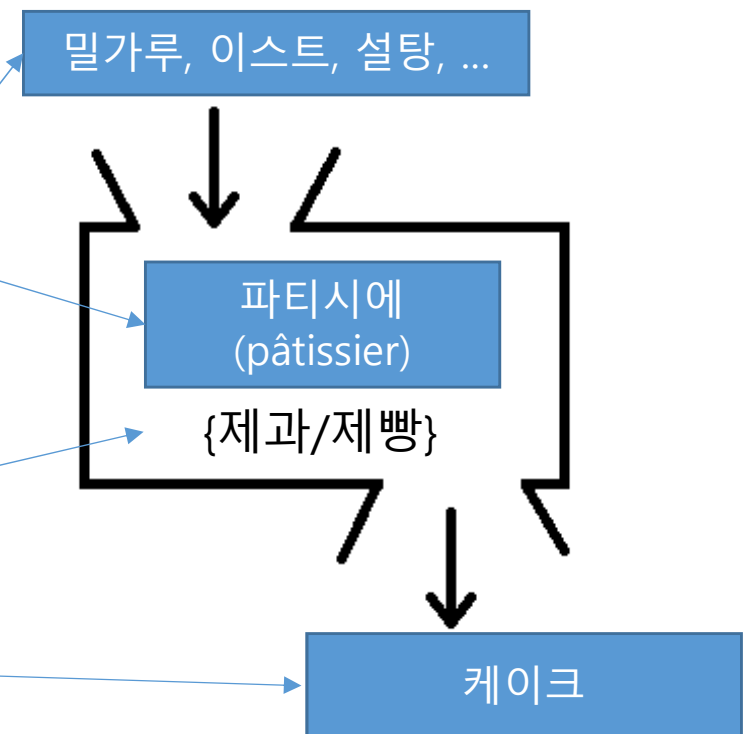 밀가루, 이스트, 설탕, ...
파티시에
(pâtissier)
{제과/제빵}
케이크